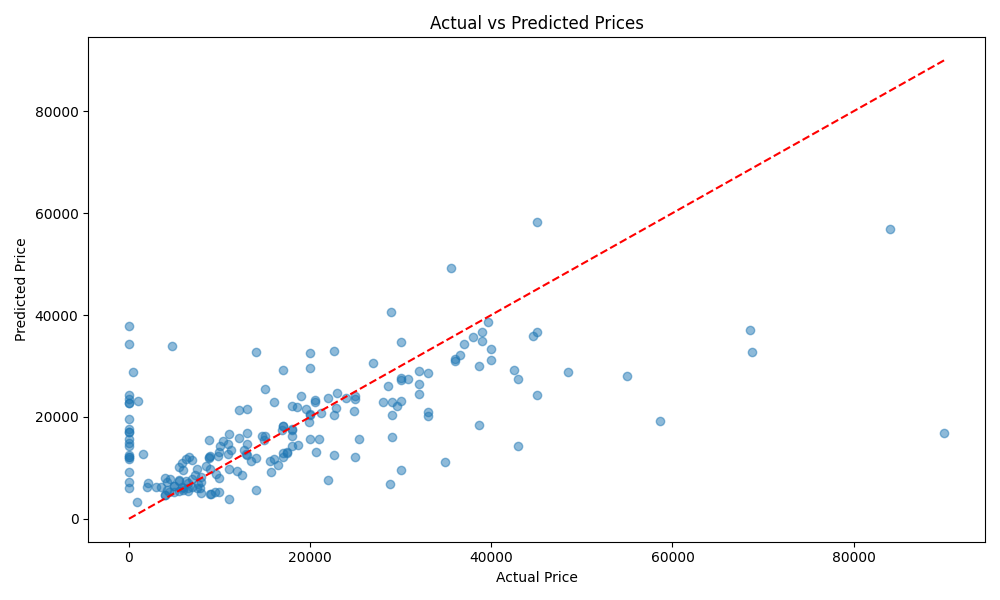 Actual vs Predicted Prices
80000
60000
40000
20000
0
Predicted Price
0 20000 40000 60000 80000
Actual Price